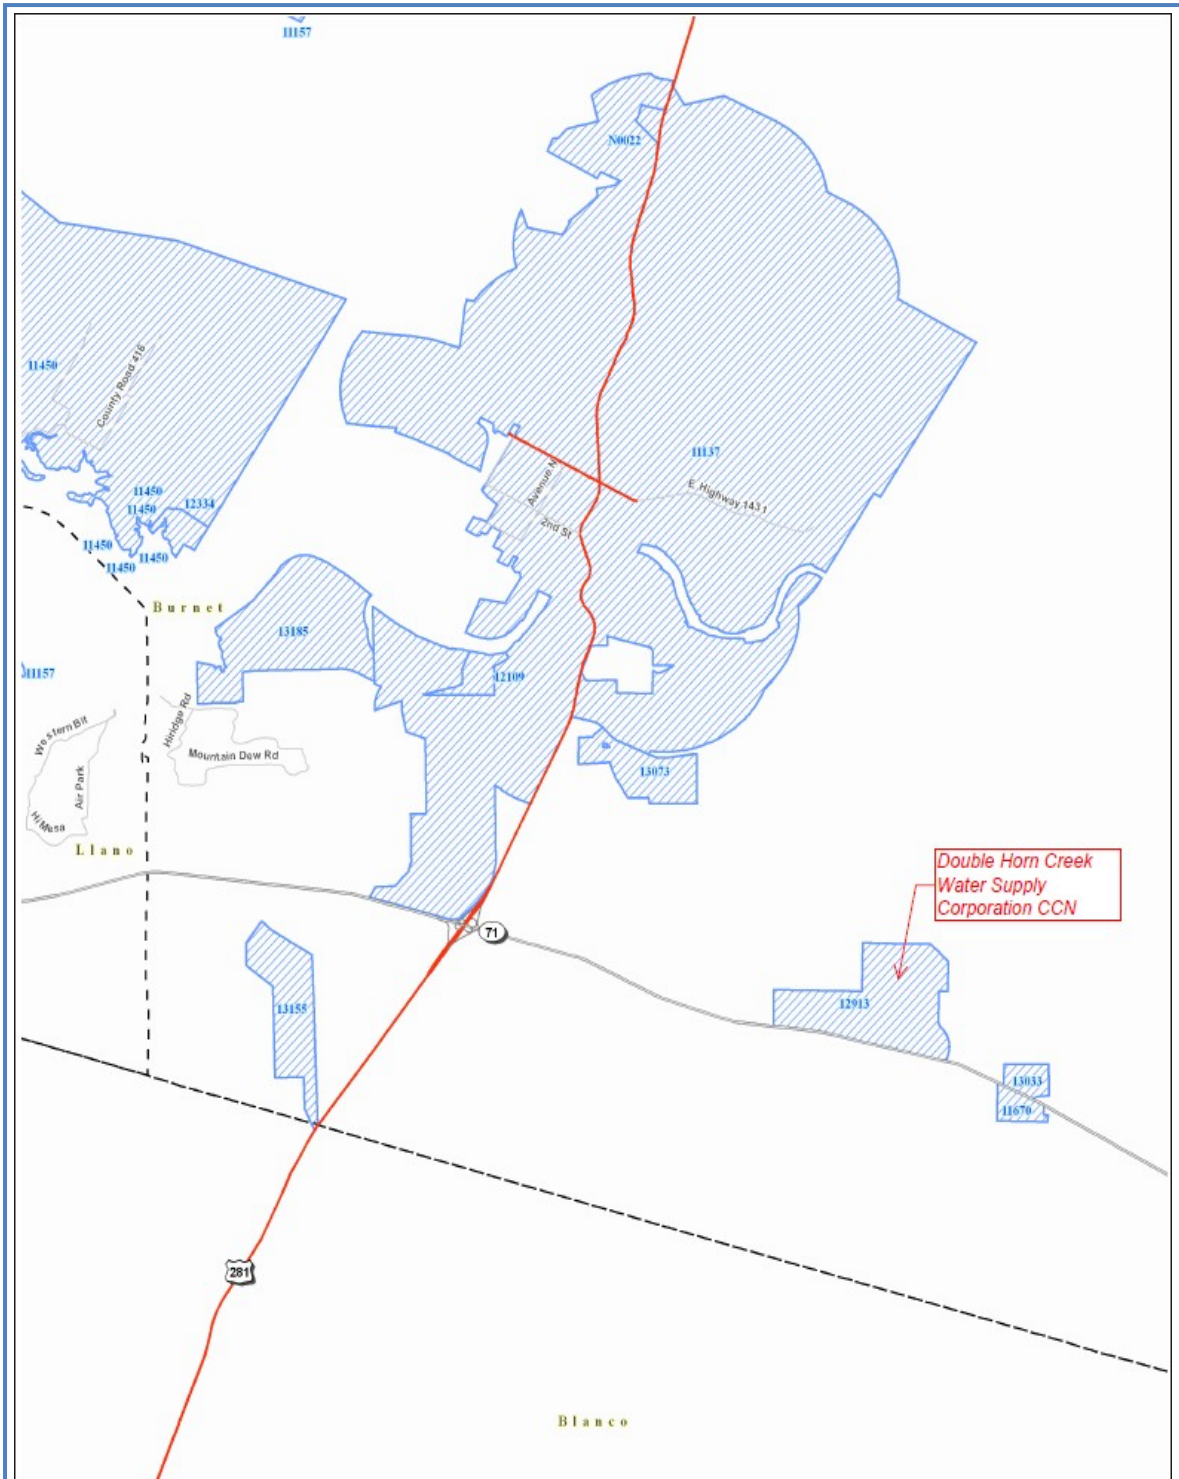 11157
N0022
11450
County Road 416
11137
Avenue N
E. Highway 1431
2nd St
11450
12334
11450
11450
11450
11450
Burnet
13185
12109
11157
Western Blf
Hiridge Rd
Mountain Dew Rd
Air Park
Hi Mesa
13073
Llano
Double Horn Creek
Water Supply
Corporation CCN
71
12913
13155
13033
11670
281
Blanco